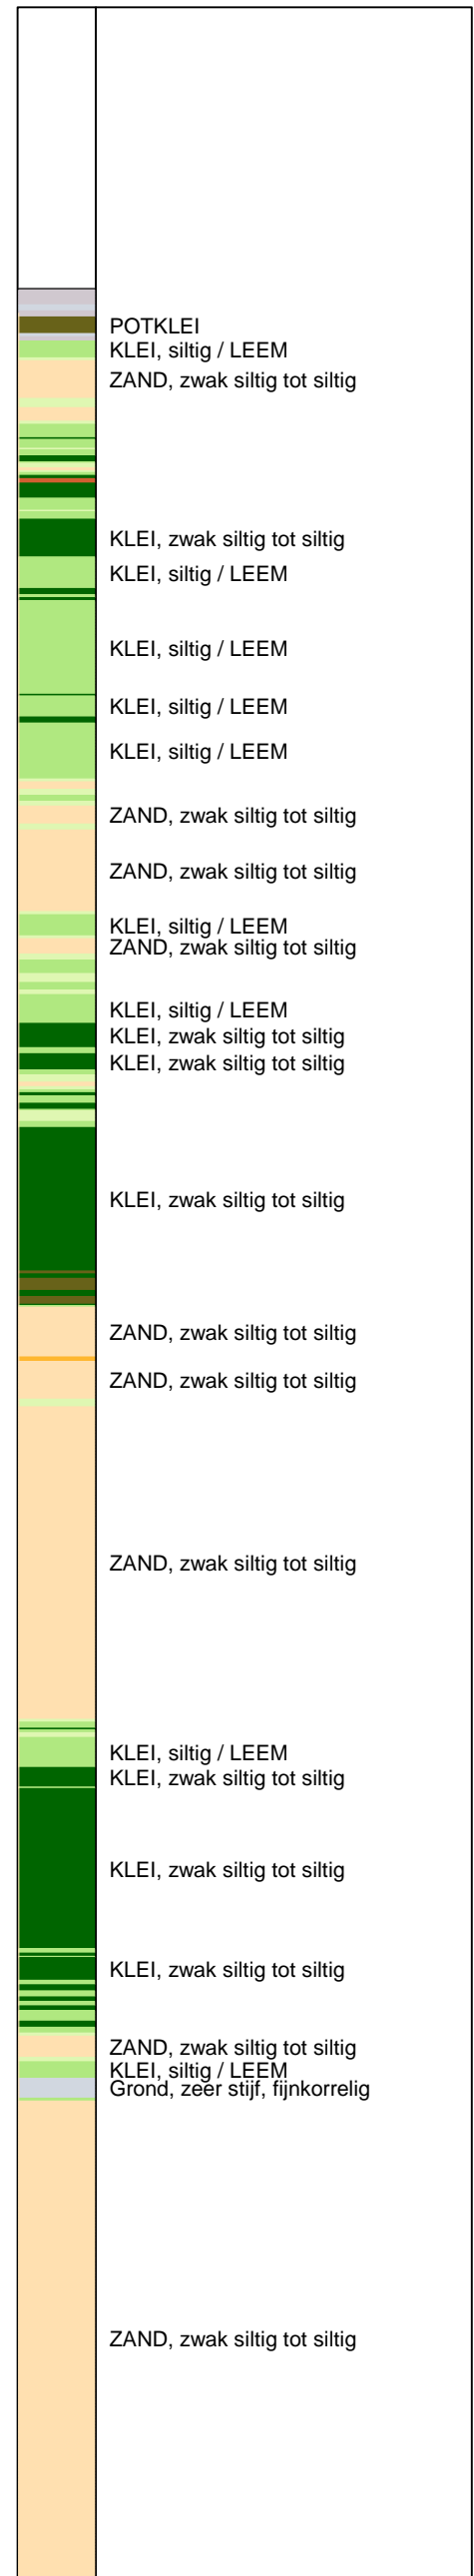 POTKLEI
KLEI, siltig / LEEM
ZAND, zwak siltig tot siltig
KLEI, zwak siltig tot siltig
KLEI, siltig / LEEM
KLEI, siltig / LEEM
KLEI, siltig / LEEM
KLEI, siltig / LEEM
ZAND, zwak siltig tot siltig
ZAND, zwak siltig tot siltig
KLEI, siltig / LEEM
ZAND, zwak siltig tot siltig
KLEI, siltig / LEEM
KLEI, zwak siltig tot siltig
KLEI, zwak siltig tot siltig
KLEI, zwak siltig tot siltig
ZAND, zwak siltig tot siltig
ZAND, zwak siltig tot siltig
ZAND, zwak siltig tot siltig
KLEI, siltig / LEEM
KLEI, zwak siltig tot siltig
KLEI, zwak siltig tot siltig
KLEI, zwak siltig tot siltig
ZAND, zwak siltig tot siltig
KLEI, siltig / LEEM
Grond, zeer stijf, fijnkorrelig
ZAND, zwak siltig tot siltig